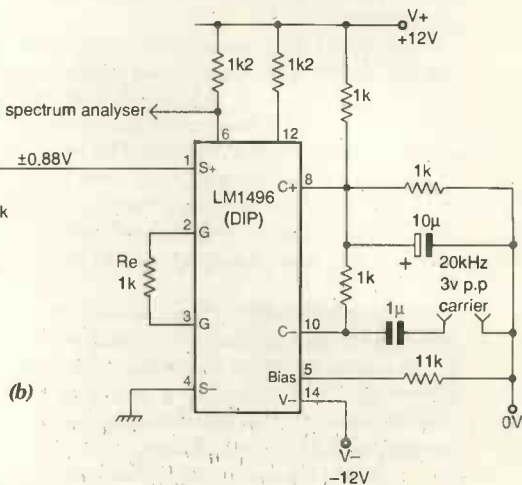 V+
+12V
1k2
1k2
1k
spectrum analyser
6
12
±0.88V
1
S+
LM1496
(DIP)
C+
8
1k
k
2
G
10µ
+
20kHz
3v p.p
carrier
Re
1k
1k
1µ
3
G
C-
10
4
S-
Bias
5
11k
V-
14
(b)
0V
V-
-12V